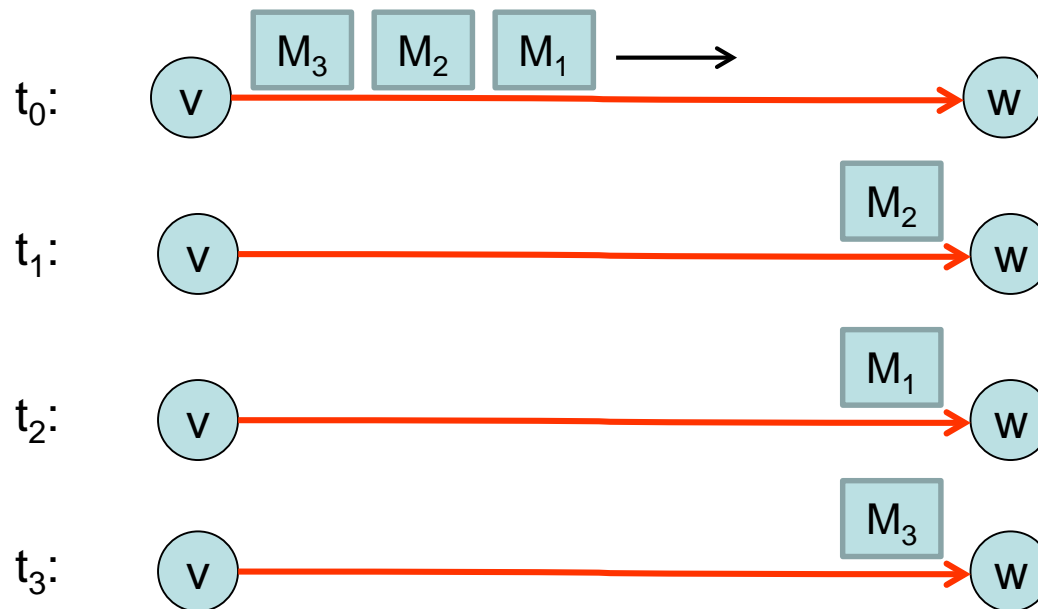 M₃ M₂ M₁
t₀: v w
M₂
t₁: v w
M₁
t₂: v w
M₃
t₃: v w